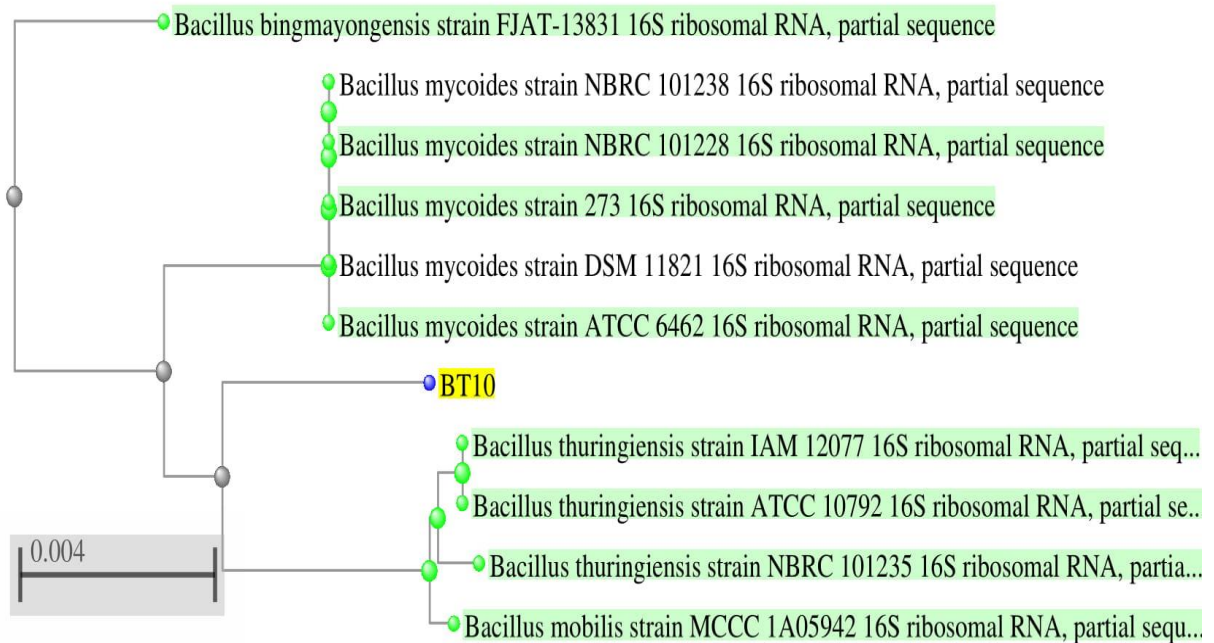 Bacillus bingmayongensis strain FJAT-13831 16S ribosomal RNA, partial sequence
Bacillus mycoides strain NBRC 101238 16S ribosomal RNA, partial sequence
Bacillus mycoides strain NBRC 101228 16S ribosomal RNA, partial sequence
Bacillus mycoides strain 273 16S ribosomal RNA, partial sequence
Bacillus mycoides strain DSM 11821 16S ribosomal RNA, partial sequence
Bacillus mycoides strain ATCC 6462 16S ribosomal RNA, partial sequence
BT10
Bacillus thuringiensis strain IAM 12077 16S ribosomal RNA, partial seq...
Bacillus thuringiensis strain ATCC 10792 16S ribosomal RNA, partial se..
0.004
Bacillus thuringiensis strain NBRC 101235 16S ribosomal RNA, partia...
Bacillus mobilis strain MCCC 1A05942 16S ribosomal RNA, partial sequ...